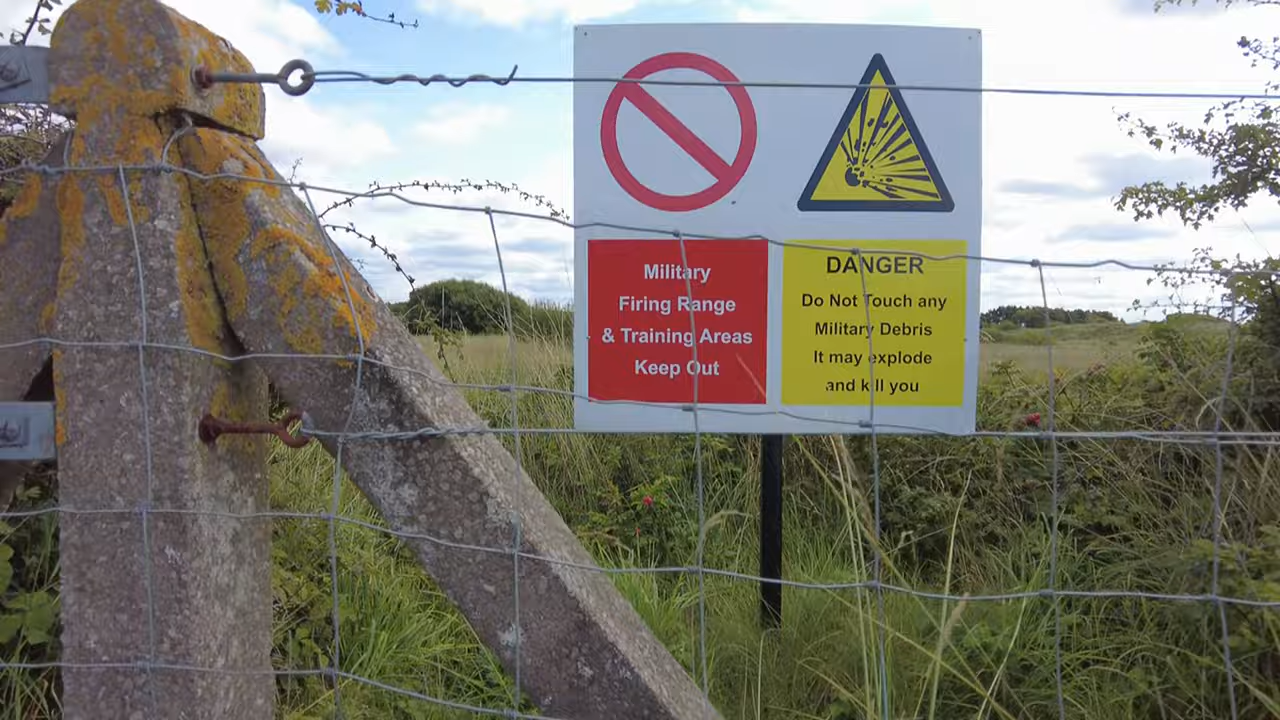 Military
Firing Range
& Training Areas
Keep Out
DANGER
Do Not Touch any
Military Debris
It may explode
and kill you